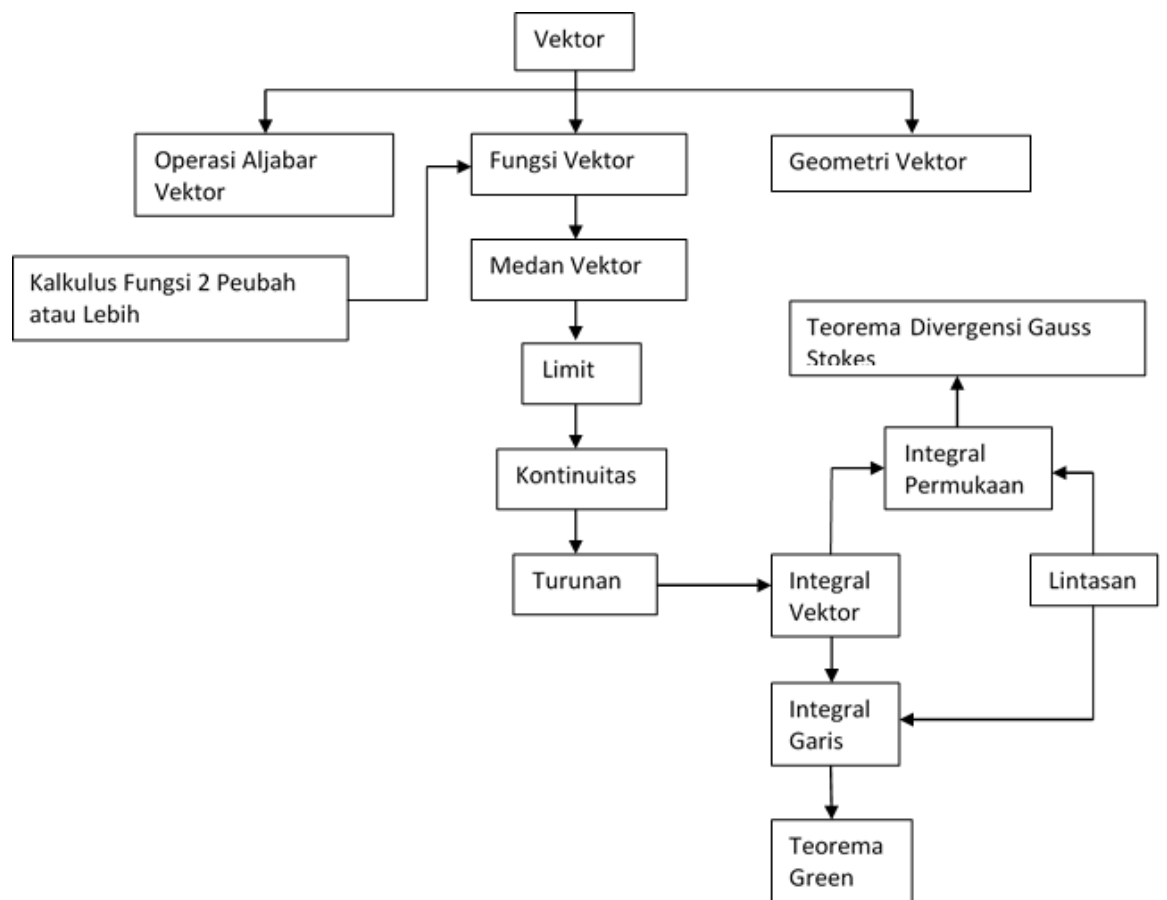 Vektor
Operasi Aljabar
Vektor
Fungsi Vektor
Geometri Vektor
Kalkulus Fungsi 2 Peubah
atau Lebih
Medan Vektor
Teorema Divergensi Gauss
Stokes
Limit
Integral
Permukaan
Kontinuitas
Turunan
Integral
Vektor
Lintasan
Integral
Garis
Teorema
Green